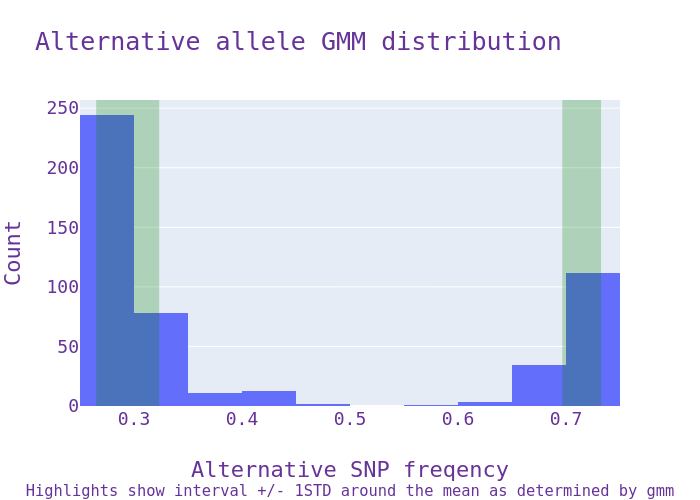 Alternative allele GMM distribution
250
200
150
100
50
0
Count
0.3 0.4 0.5 0.6 0.7
Alternative SNP freqency
Highlights show interval +/- 1STD around the mean as determined by gmm